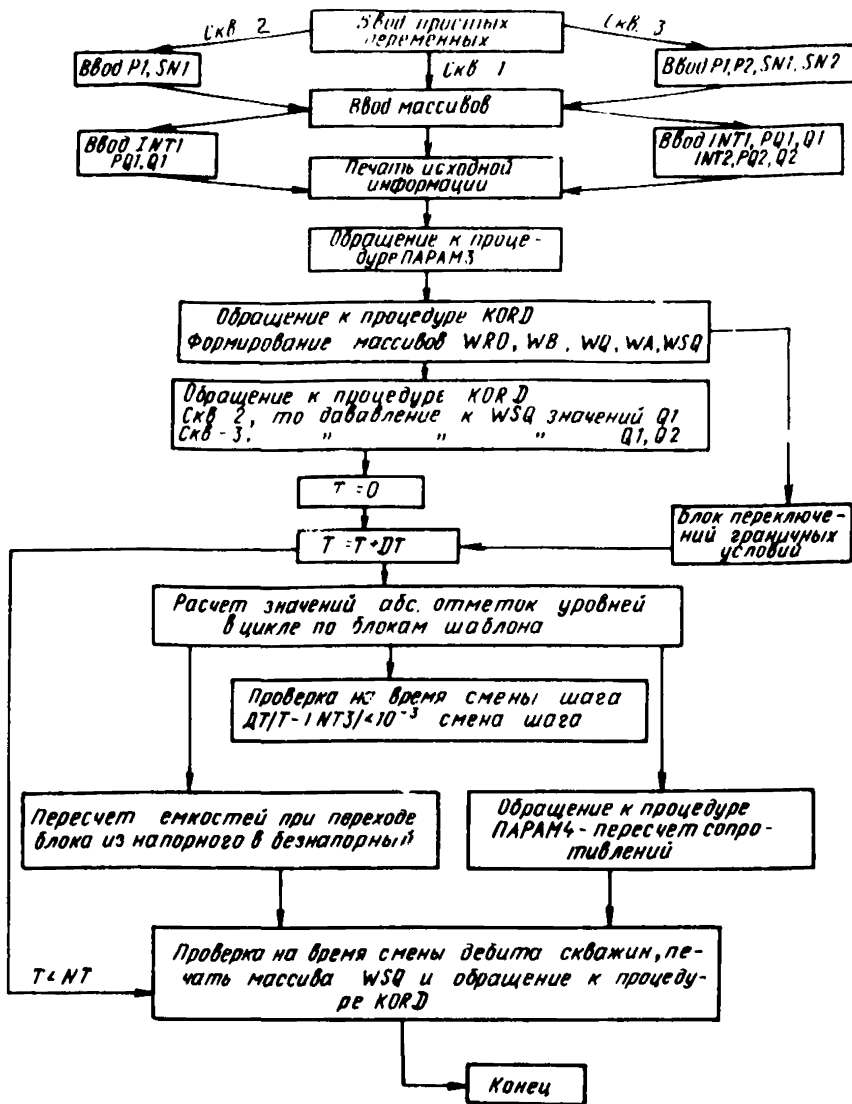 Ввод простых
переменных
Скв 2
Скв. 3
Скв 1
Ввод P1, SN1
Ввод P1, P2, SN1, SN2
Ввод массивов
Ввод INT1
PQ1, Q1
Ввод INT1, PQ1, Q1
INT2, PQ2, Q2
Печать исходной
информации
Обращение к проце-
дуре ПАРАМ3
Обращение к процедуре KORD
Формирование массивов WRO, WB, WQ, WA, WSQ
Обращение к процедуре KORD
Скв 2, то дававление к WSQ значений Q1
Скв - 3. " " " Q1, Q2
T = 0
T = T + DT
Блок переключе-
ний граничных
условий
Расчет значений абс. отметок уровней
в цикле по блокам шаблона
Проверка на время смены шага
ДТ/Т-INT3/<10⁻³ смена шага
Пересчет емкостей при переходе
блока из напорного в безнапорный
Обращение к процедуре
ПАРАМ4 - пересчет сопро-
тивлений
T < NT
Проверка на время смены дебита скважин, пе-
чать массива WSQ и обращение к процеду-
ре KORD
Конец